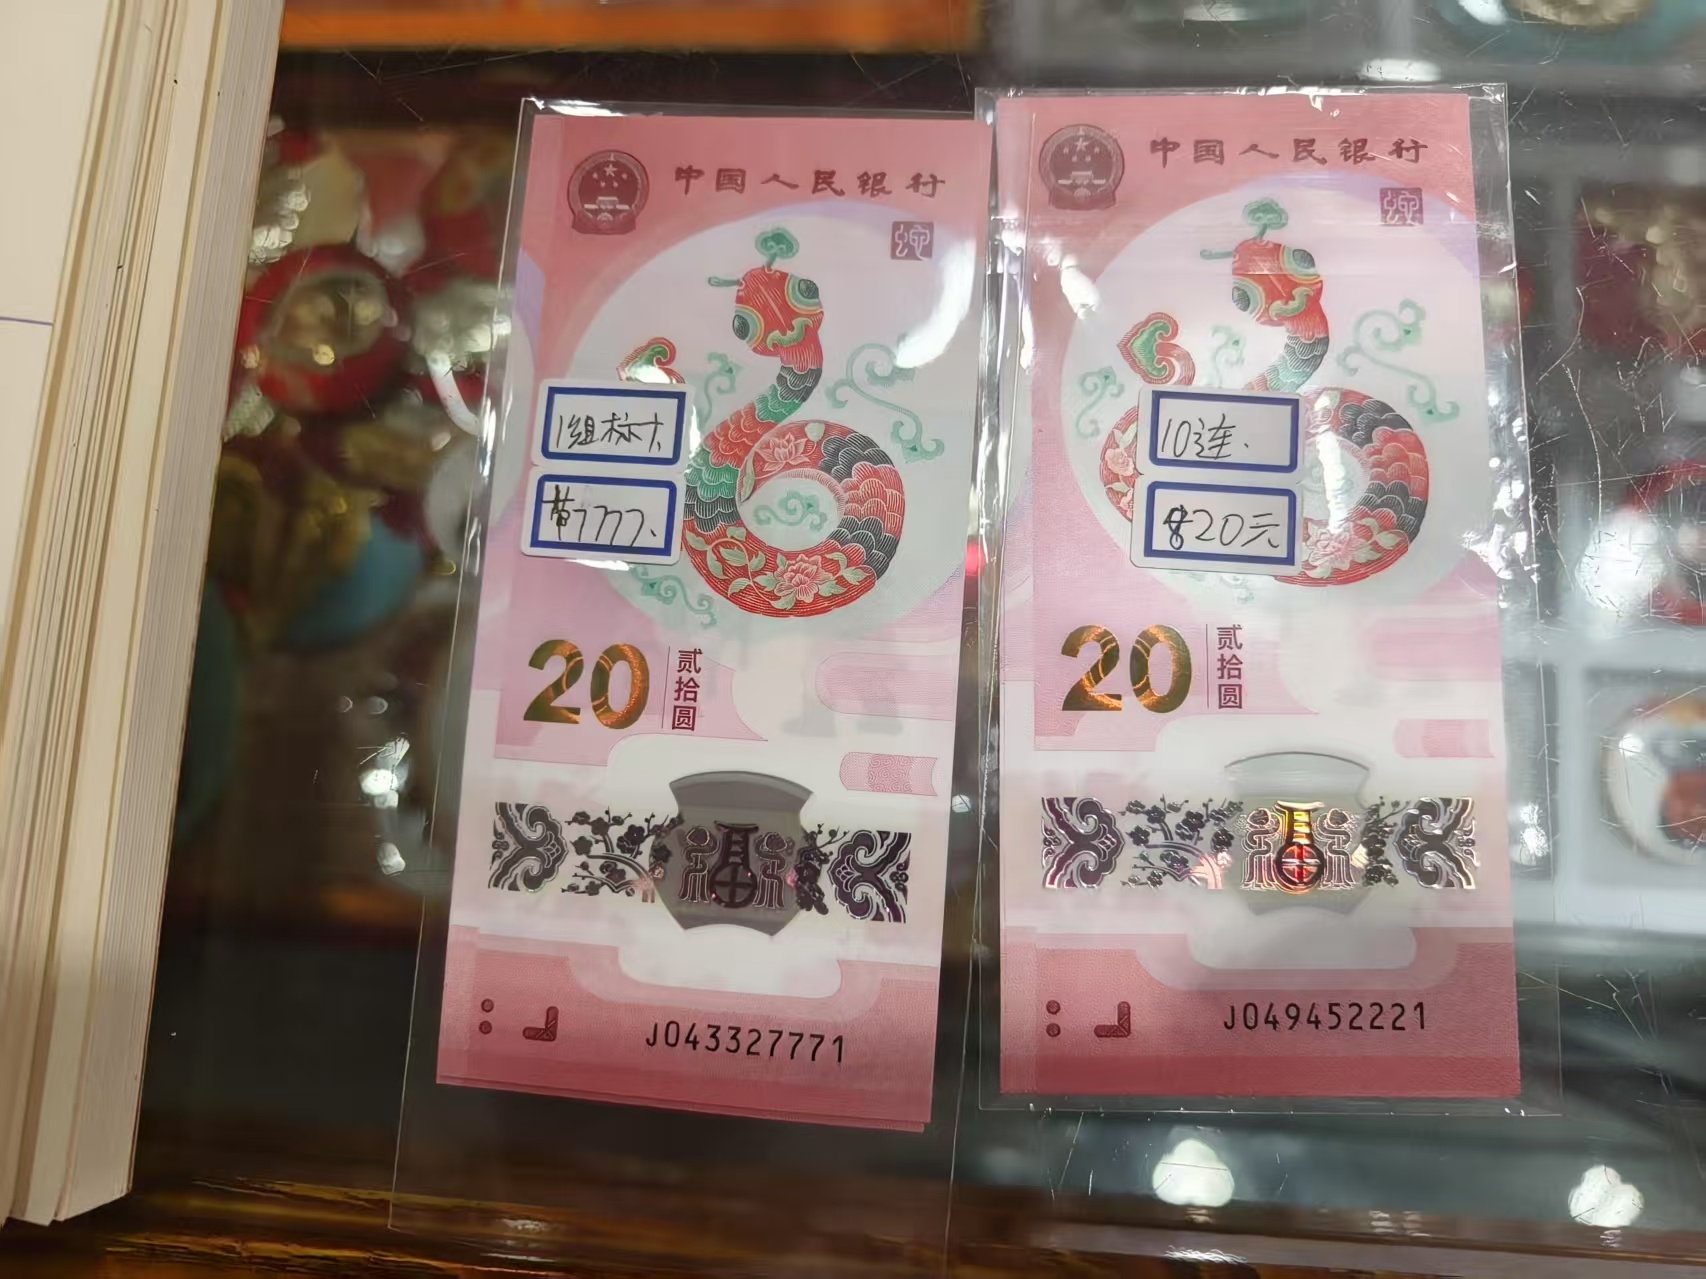 中国人民银行
蛇
1组标十
带7777、
20
贰拾圆
福
J043327771
中国人民银行
蛇
10连、
820元
20
贰拾圆
福
J049452221